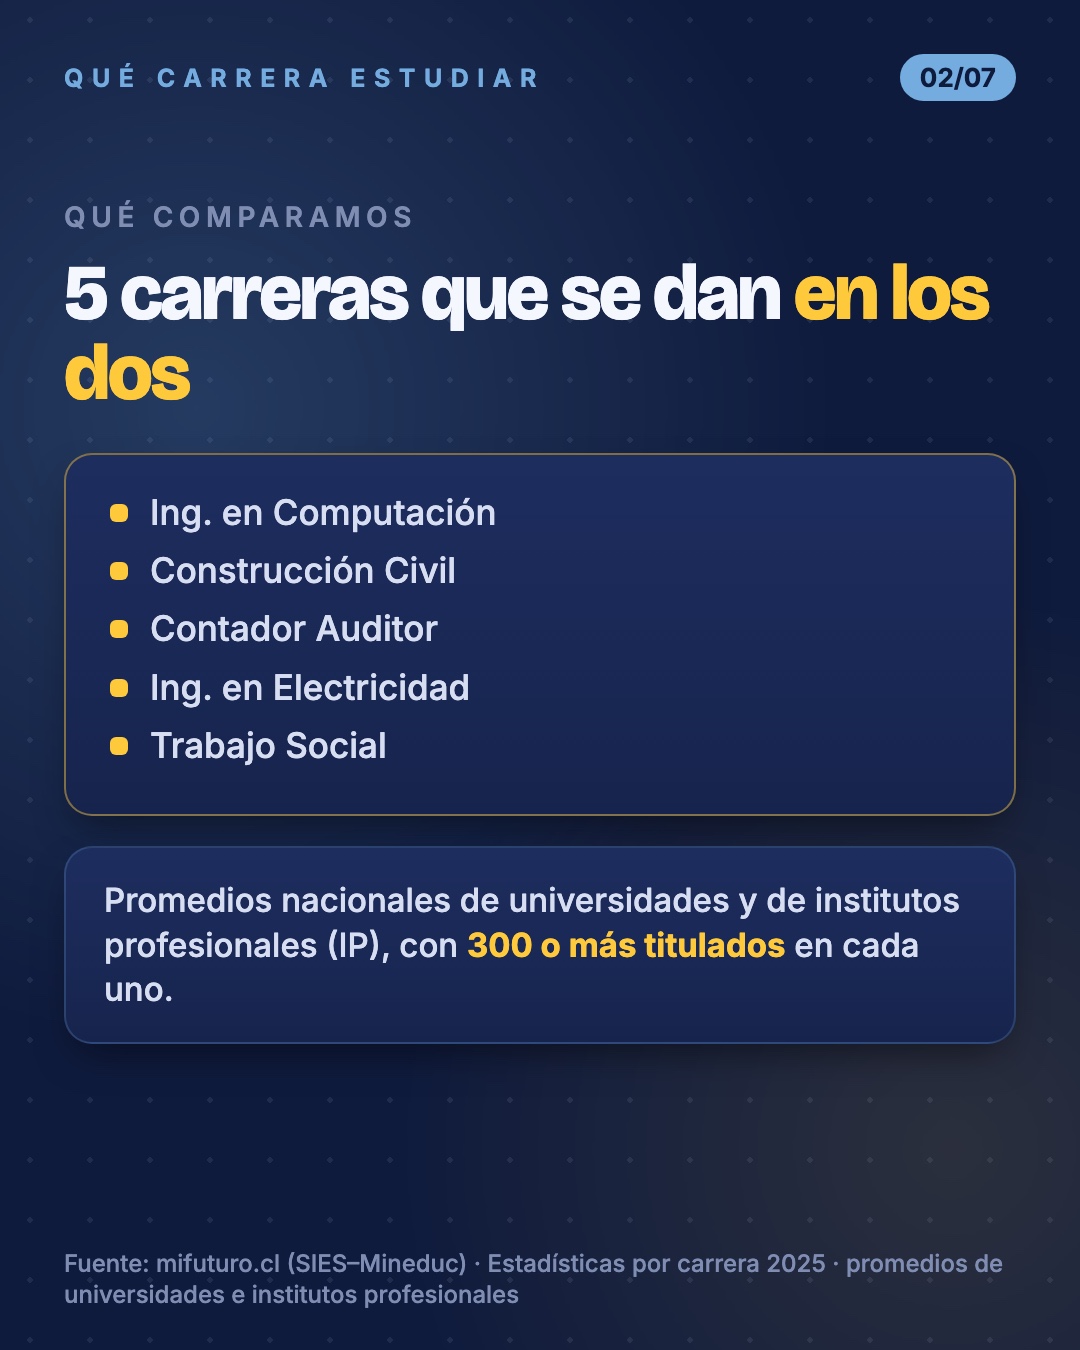 QUÉ CARRERA ESTUDIAR
02/07
QUÉ COMPARAMOS
5 carreras que se dan en los
dos
Ing. en Computación
Construcción Civil
Contador Auditor
Ing. en Electricidad
Trabajo Social
Promedios nacionales de universidades y de institutos
profesionales (IP), con 300 o más titulados en cada
uno.
Fuente: mifuturo.cl (SIES–Mineduc) · Estadísticas por carrera 2025 · promedios de
universidades e institutos profesionales